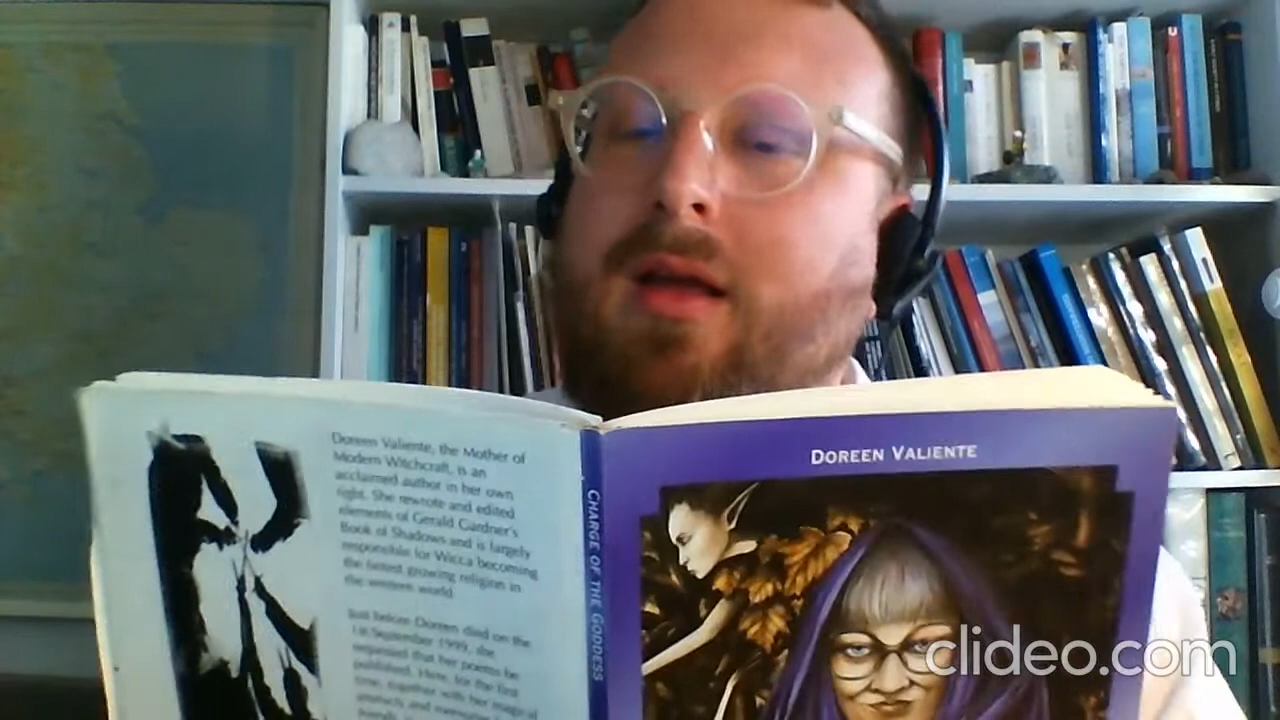 Doreen Valiente, the Mother of
Modern Witchcraft, is an
acclaimed author in her own
right. She rewrote and edited
elements of Gerald Gardner's
Book of Shadows and is largely
responsible for Wicca becoming
the fastest growing religion in
the western world.
Just before Doreen died on the
1st September 1999, she
requested that her poems be
published. Here, for the first
time, together with her magical
CHARGE OF THE GODDESS
DOREEN VALIENTE
clideo.com